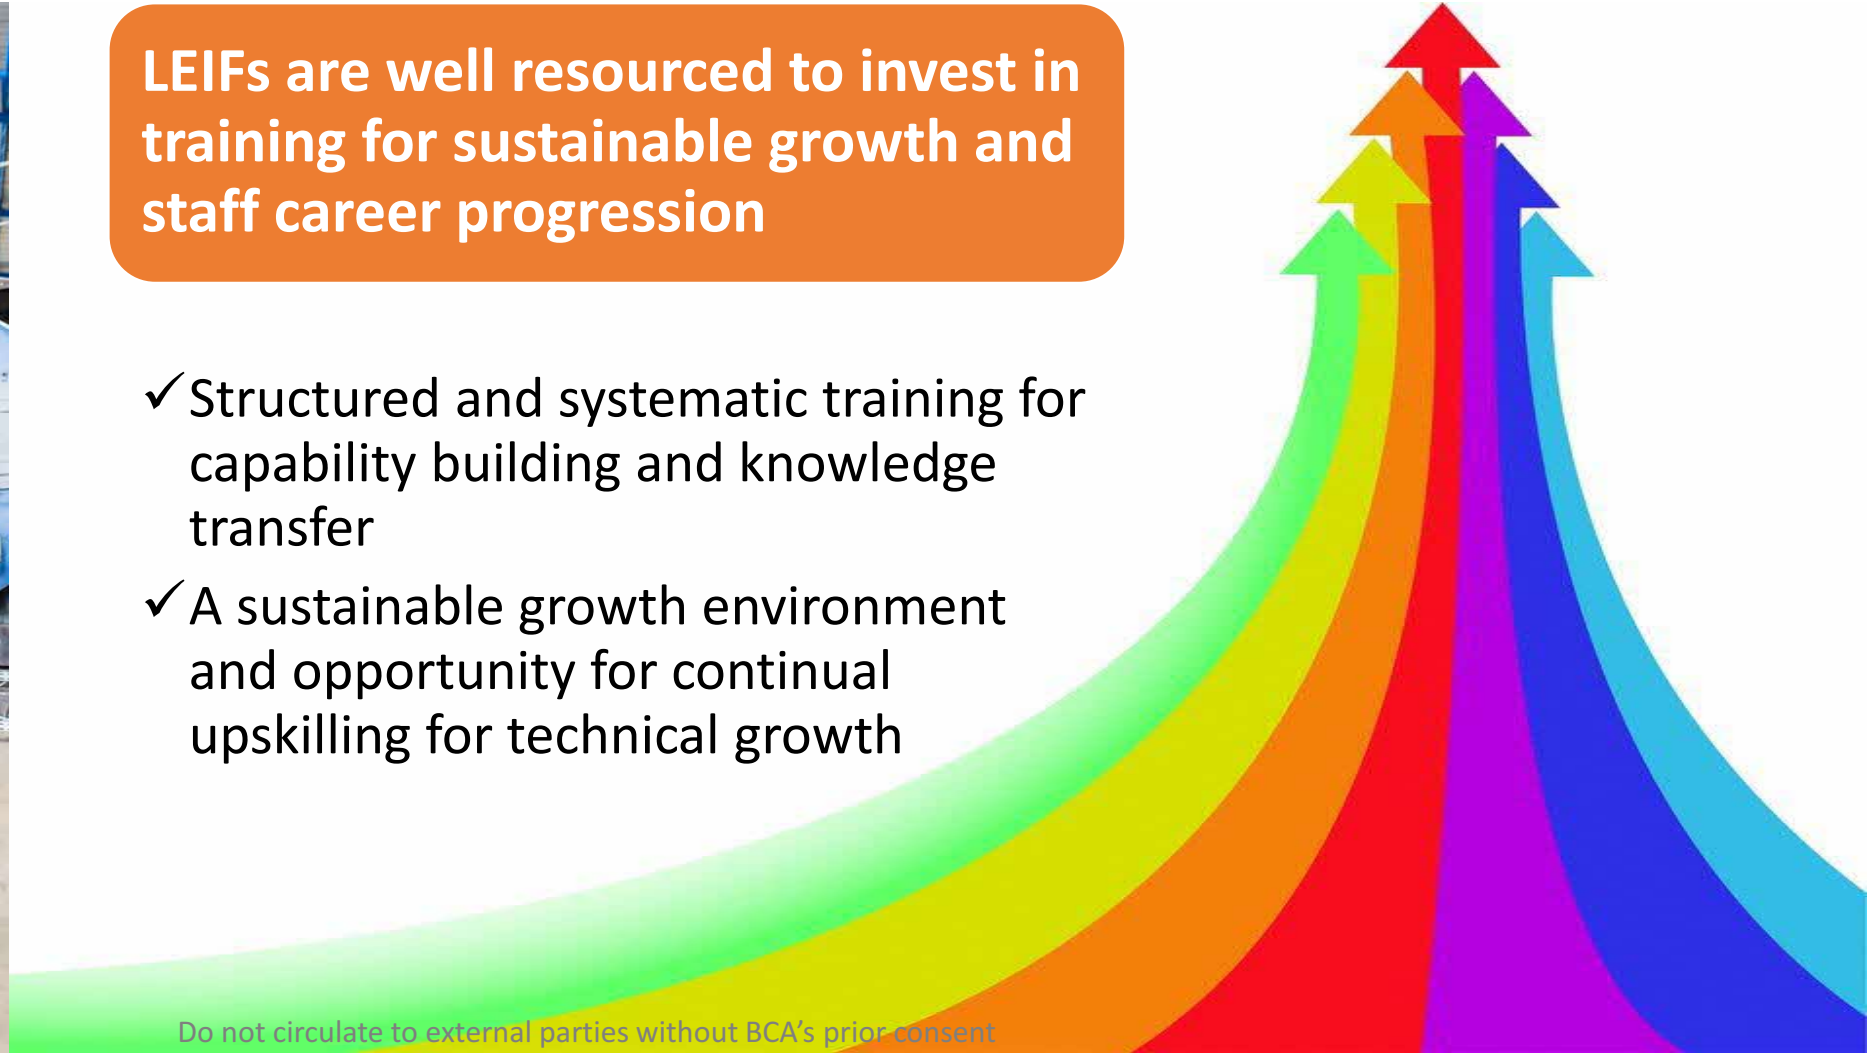 LEIFs are well resourced to invest in
training for sustainable growth and
staff career progression
✓Structured and systematic training for
capability building and knowledge
transfer
✓A sustainable growth environment
and opportunity for continual
upskilling for technical growth
Do not circulate to external parties without BCA’s prior consent